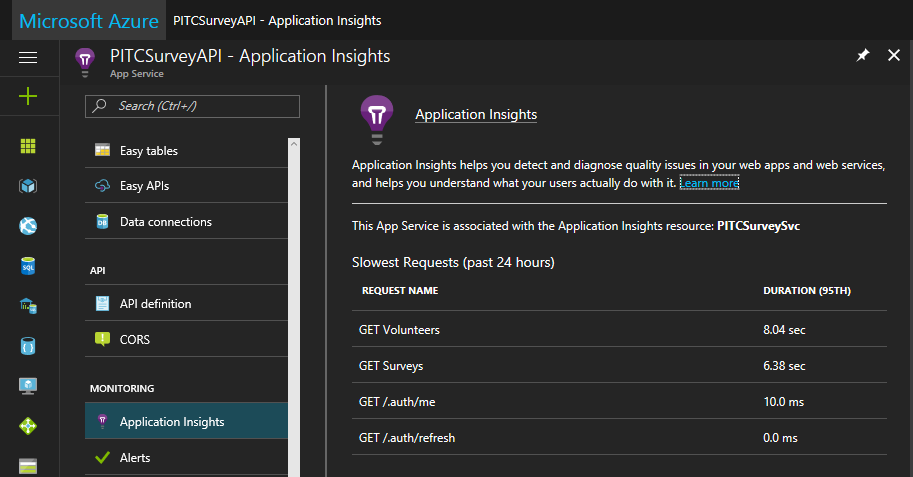 Microsoft Azure PITCSurveyAPI - Application Insights
PITCSurveyAPI - Application Insights
App Service
Search (Ctrl+/)
Easy tables
Easy APIs
Data connections
API
API definition
CORS
MONITORING
Application Insights
Alerts
Application Insights
Application Insights helps you detect and diagnose quality issues in your web apps and web services,
and helps you understand what your users actually do with it. Learn more
This App Service is associated with the Application Insights resource: PITCSurveySvc
Slowest Requests (past 24 hours)
REQUEST NAME DURATION (95TH)
GET Volunteers 8.04 sec
GET Surveys 6.38 sec
GET /.auth/me 10.0 ms
GET /.auth/refresh 0.0 ms
SQL
DB